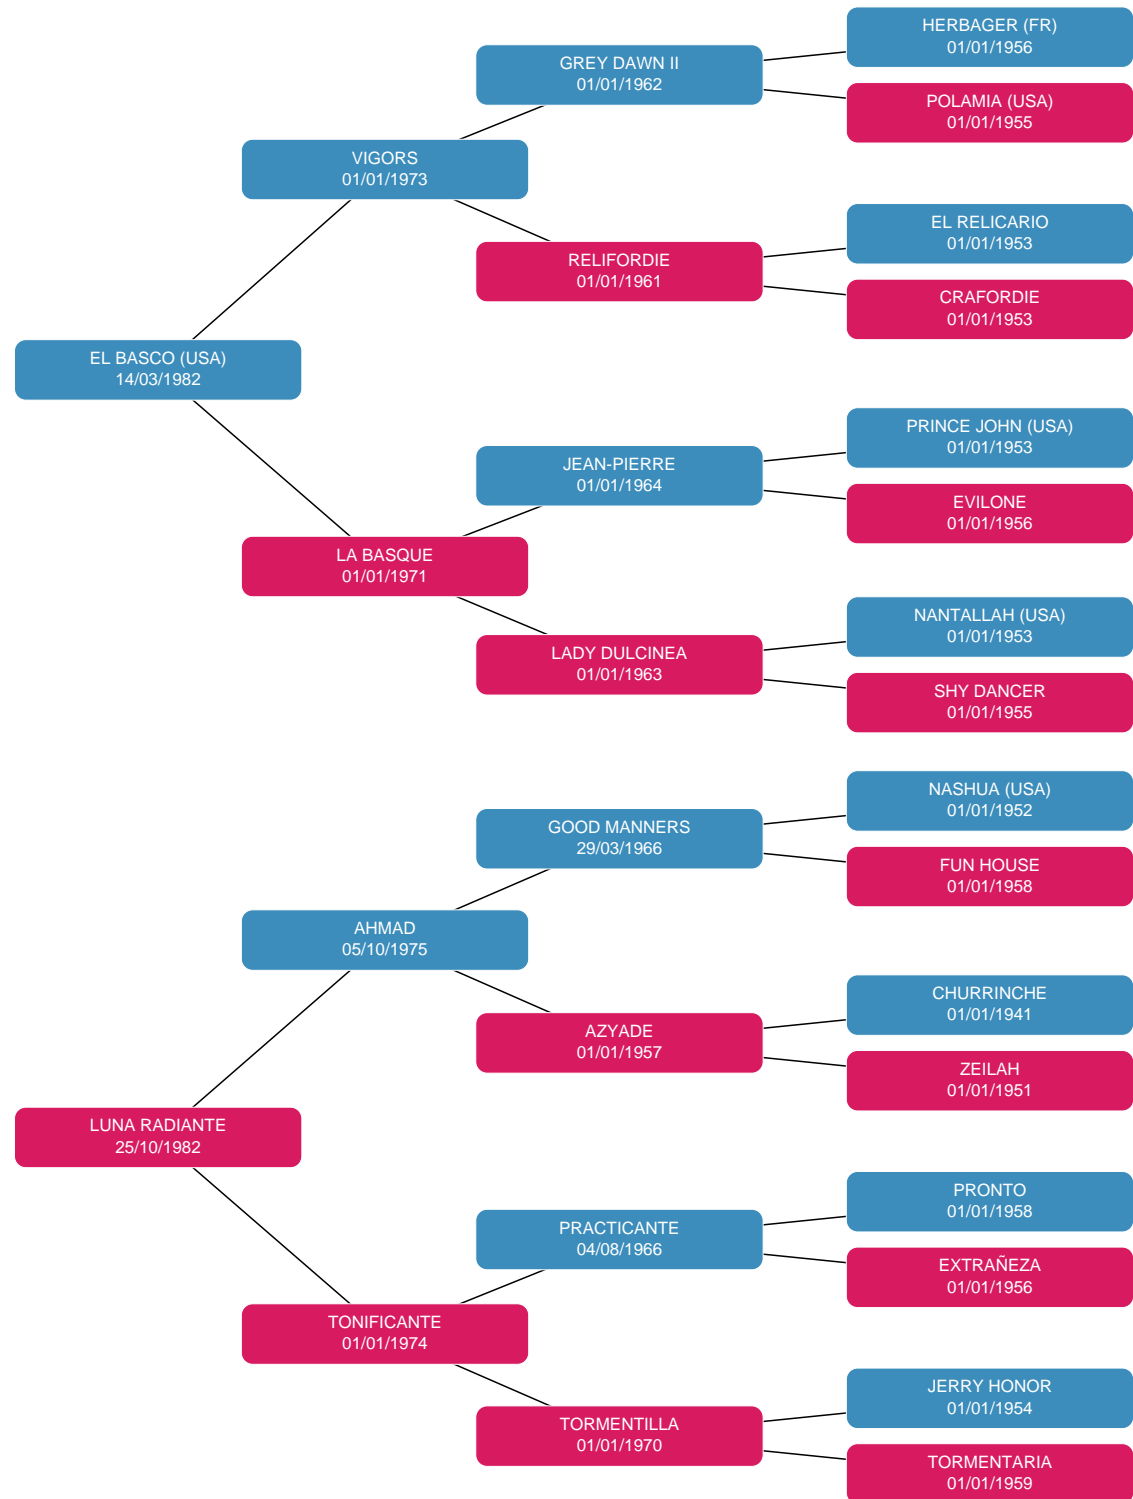 HERBAGER (FR)
01/01/1956
GREY DAWN II
01/01/1962
POLAMIA (USA)
01/01/1955
VIGORS
01/01/1973
EL RELICARIO
01/01/1953
RELIFORDIE
01/01/1961
CRAFORDIE
01/01/1953
EL BASCO (USA)
14/03/1982
PRINCE JOHN (USA)
01/01/1953
JEAN-PIERRE
01/01/1964
EVILONE
01/01/1956
LA BASQUE
01/01/1971
NANTALLAH (USA)
01/01/1953
LADY DULCINEA
01/01/1963
SHY DANCER
01/01/1955
NASHUA (USA)
01/01/1952
GOOD MANNERS
29/03/1966
FUN HOUSE
01/01/1958
AHMAD
05/10/1975
CHURRINCHE
01/01/1941
AZYADE
01/01/1957
ZEILAH
01/01/1951
LUNA RADIANTE
25/10/1982
PRONTO
01/01/1958
PRACTICANTE
04/08/1966
EXTRAÑEZA
01/01/1956
TONIFICANTE
01/01/1974
JERRY HONOR
01/01/1954
TORMENTILLA
01/01/1970
TORMENTARIA
01/01/1959